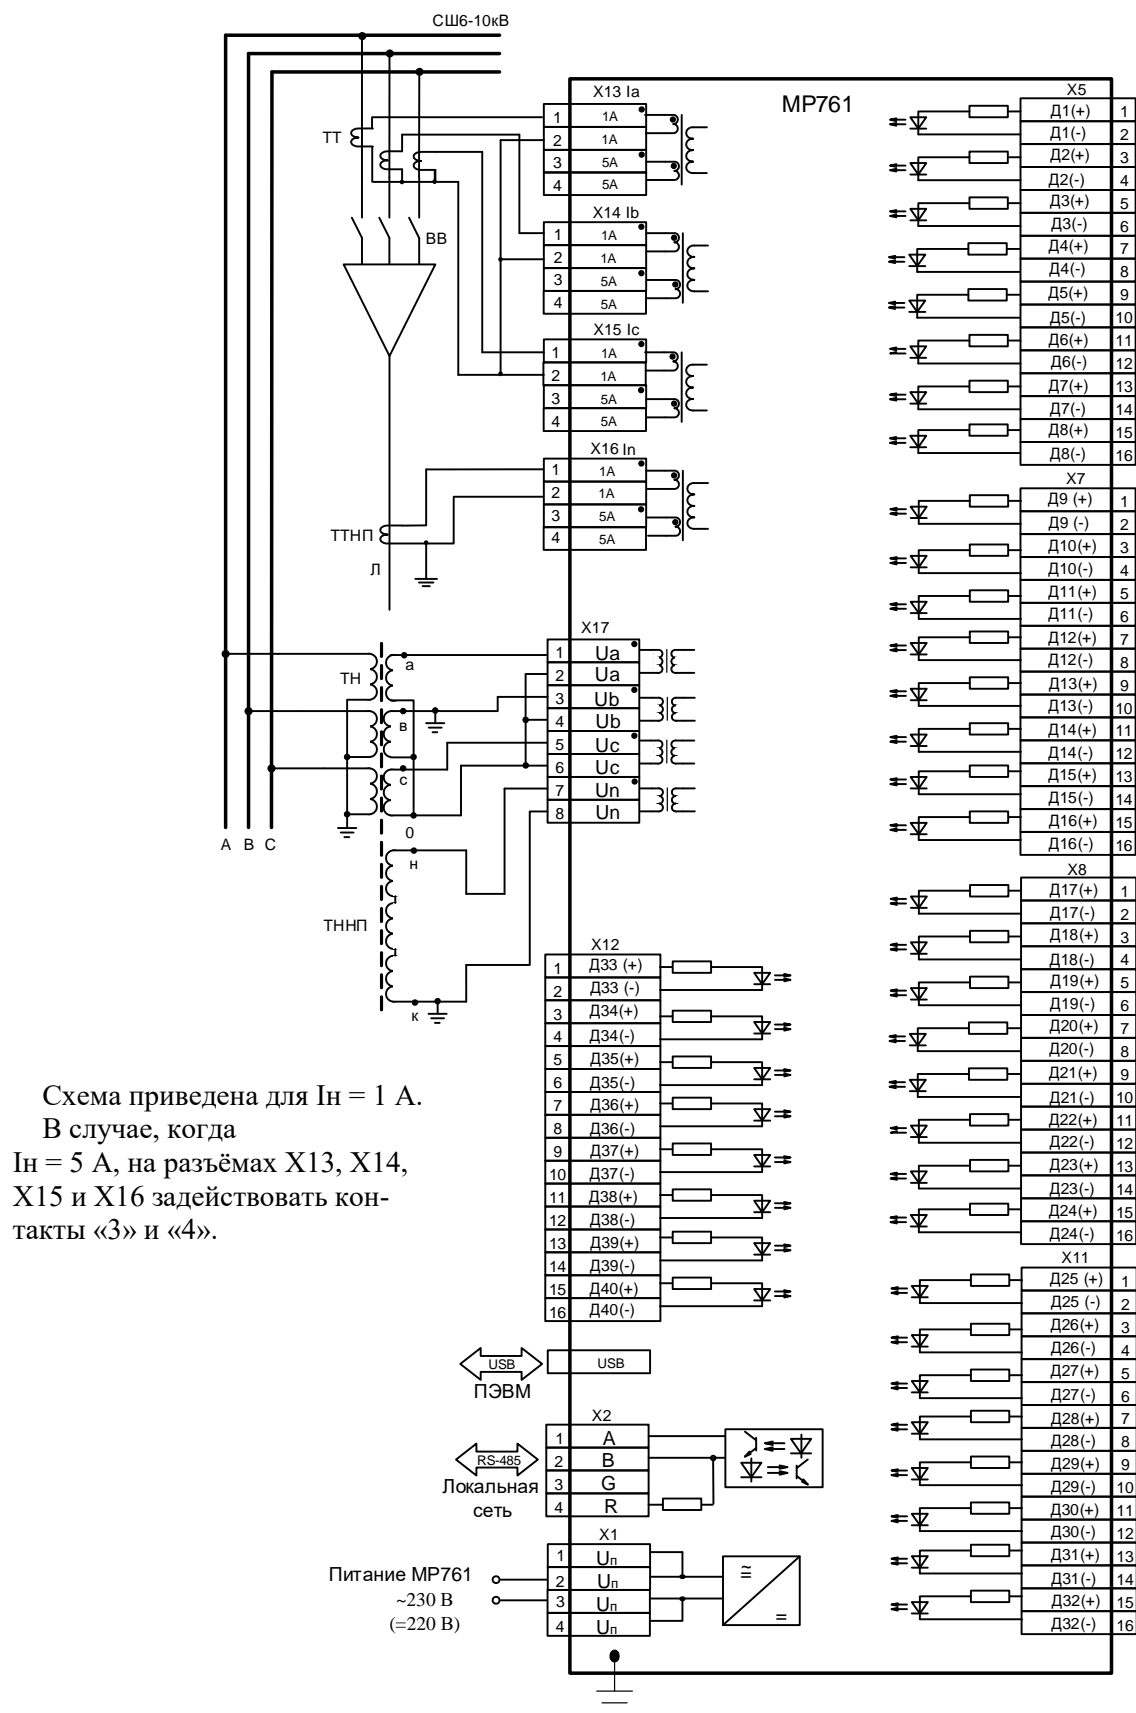 СШ6-10кВ
МР761
ТТ
ВВ
ТТНП
Л
X13 Ia
1 1A
2 1A
3 5A
4 5A
X14 Ib
1 1A
2 1A
3 5A
4 5A
X15 Ic
1 1A
2 1A
3 5A
4 5A
X16 In
1 1A
2 1A
3 5A
4 5A
X17
1 Ua
2 Ua
3 Ub
4 Ub
5 Uc
6 Uc
7 Un
8 Un
ТН
а
в
с
0
A B C
н
ТННП
к
X12
1 Д33 (+)
2 Д33 (-)
3 Д34(+)
4 Д34(-)
5 Д35(+)
6 Д35(-)
7 Д36(+)
8 Д36(-)
9 Д37(+)
10 Д37(-)
11 Д38(+)
12 Д38(-)
13 Д39(+)
14 Д39(-)
15 Д40(+)
16 Д40(-)
Схема приведена для Iн = 1 А.
В случае, когда
Iн = 5 А, на разъёмах X13, X14,
X15 и X16 задействовать кон-
такты «3» и «4».
USB USB
ПЭВМ
X2
1 A
2 B
3 G
4 R
RS-485
Локальная
сеть
X1
1 Uп
2 Uп
3 Uп
4 Uп
Питание МР761
~230 В
(=220 В)
X5
Д1(+) 1
Д1(-) 2
Д2(+) 3
Д2(-) 4
Д3(+) 5
Д3(-) 6
Д4(+) 7
Д4(-) 8
Д5(+) 9
Д5(-) 10
Д6(+) 11
Д6(-) 12
Д7(+) 13
Д7(-) 14
Д8(+) 15
Д8(-) 16
X7
Д9 (+) 1
Д9 (-) 2
Д10(+) 3
Д10(-) 4
Д11(+) 5
Д11(-) 6
Д12(+) 7
Д12(-) 8
Д13(+) 9
Д13(-) 10
Д14(+) 11
Д14(-) 12
Д15(+) 13
Д15(-) 14
Д16(+) 15
Д16(-) 16
X8
Д17(+) 1
Д17(-) 2
Д18(+) 3
Д18(-) 4
Д19(+) 5
Д19(-) 6
Д20(+) 7
Д20(-) 8
Д21(+) 9
Д21(-) 10
Д22(+) 11
Д22(-) 12
Д23(+) 13
Д23(-) 14
Д24(+) 15
Д24(-) 16
X11
Д25 (+) 1
Д25 (-) 2
Д26(+) 3
Д26(-) 4
Д27(+) 5
Д27(-) 6
Д28(+) 7
Д28(-) 8
Д29(+) 9
Д29(-) 10
Д30(+) 11
Д30(-) 12
Д31(+) 13
Д31(-) 14
Д32(+) 15
Д32(-) 16